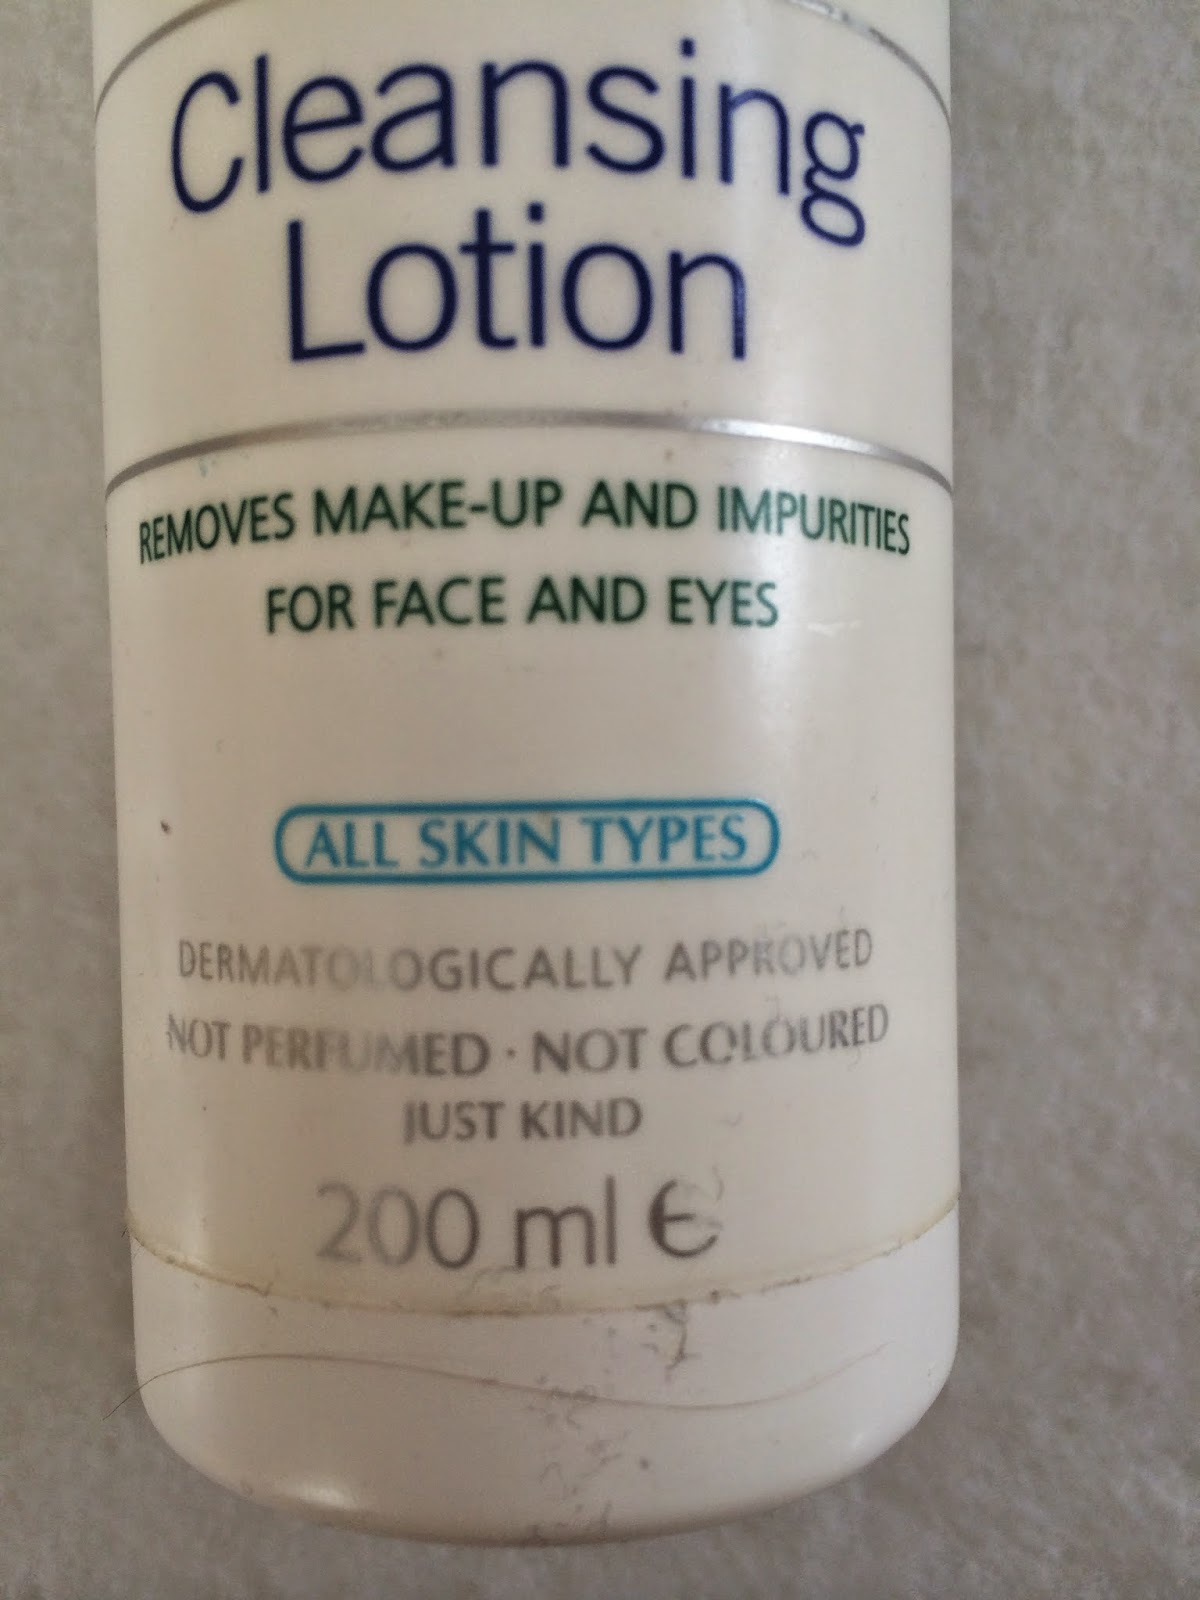 Cleansing
Lotion
REMOVES MAKE-UP AND IMPURITIES
FOR FACE AND EYES
ALL SKIN TYPES
DERMATOLOGICALLY APPROVED
NOT PERFUMED · NOT COLOURED
JUST KIND
200 ml ℮